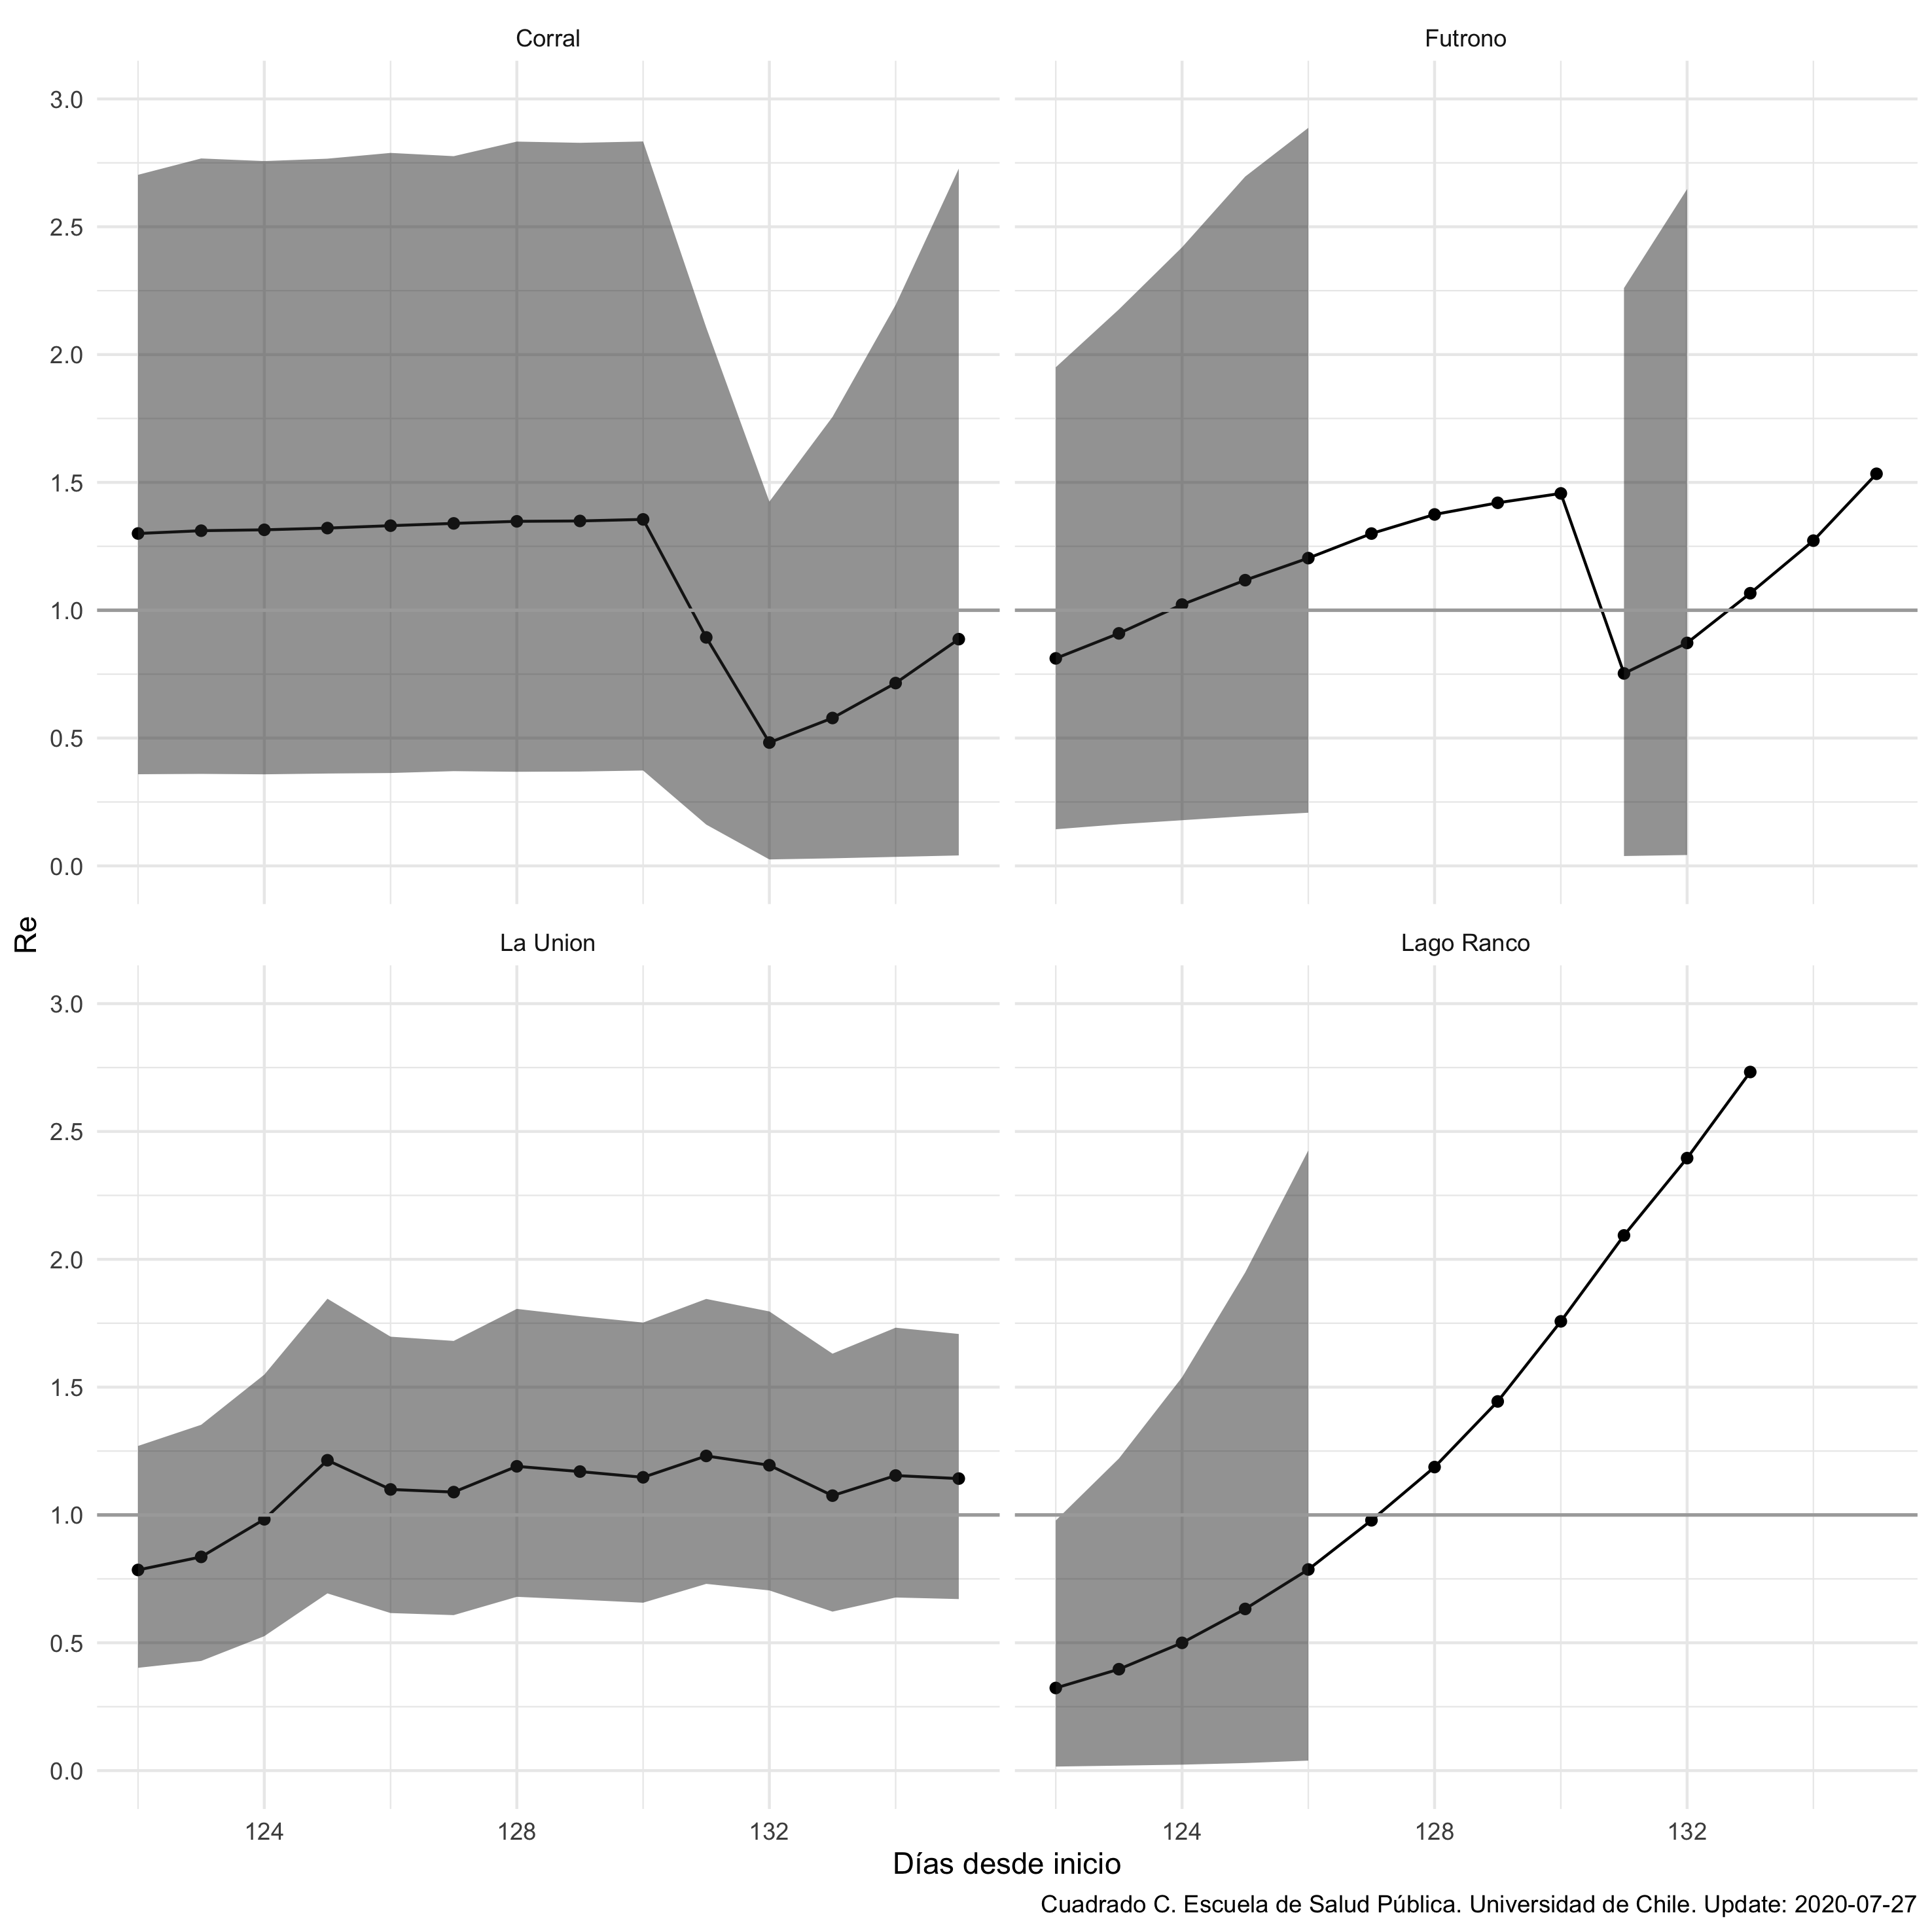 Corral
Futrono
3.0
2.5
2.0
1.5
1.0
0.5
0.0
Re
La Union
Lago Ranco
3.0
2.5
2.0
1.5
1.0
0.5
0.0
124 128 132
124 128 132
Días desde inicio
Cuadrado C. Escuela de Salud Pública. Universidad de Chile. Update: 2020-07-27